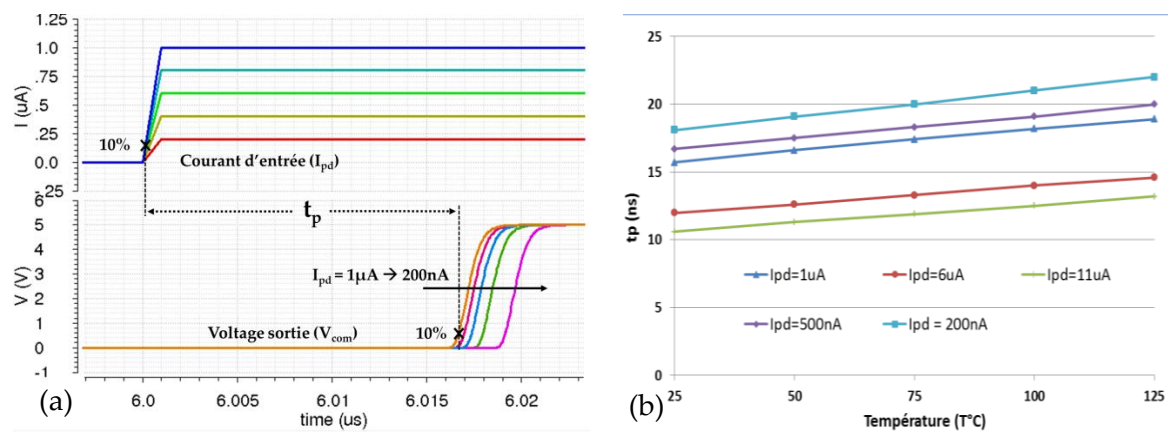 1.25
1.0
.75
.5
.25
0.0
-.25
I (uA)
10%
Courant d'entrée (Ipd)
tp
6
5
4
3
2
1
0
-1
V (V)
Ipd = 1µA → 200nA
Voltage sortie (Vcom)
10%
6.0 6.005 6.01 6.015 6.02
time (us)
(a)
25
20
15
10
5
0
tp (ns)
Ipd=1uA Ipd=6uA Ipd=11uA
Ipd=500nA Ipd = 200nA
25 50 75 100 125
Température (T°C)
(b)